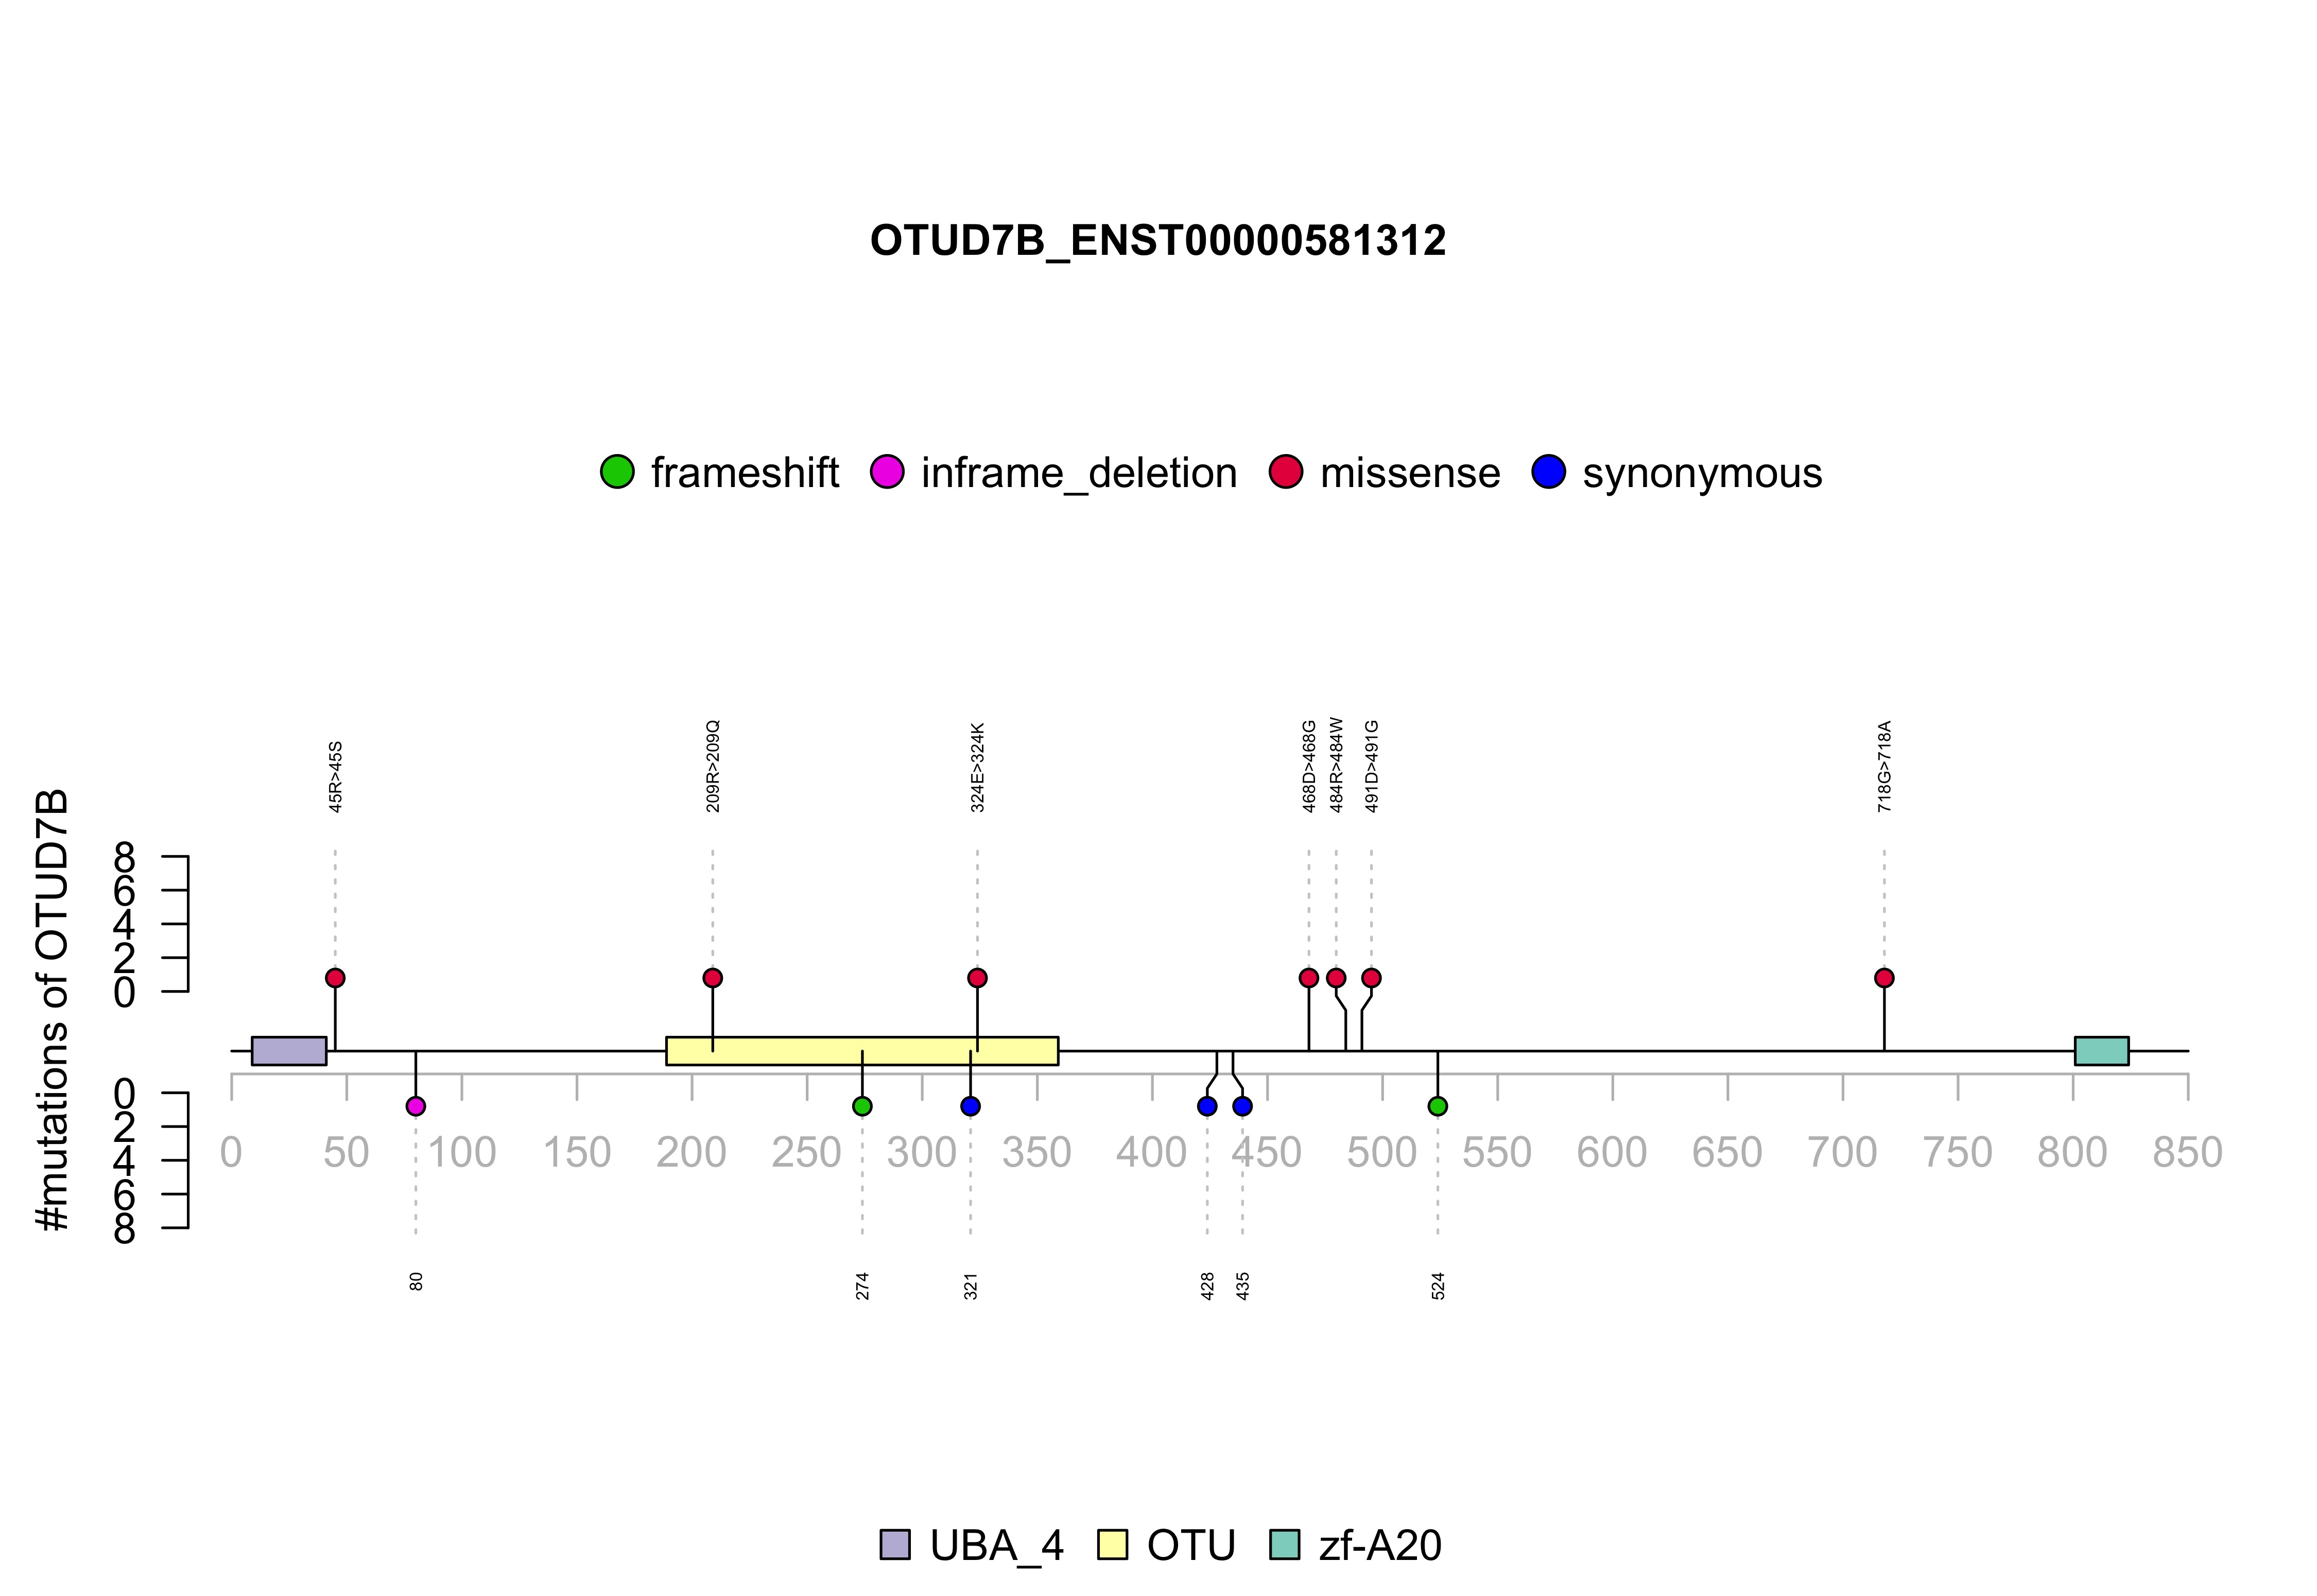 OTUD7B_ENST00000581312
frameshift inframe_deletion missense synonymous
45R>45S 209R>209Q 324E>324K 468D>468G 484R>484W 491D>491G 718G>718A
#mutations of OTUD7B
8
6
4
2
0
0
2
4
6
8
0 50 100 150 200 250 300 350 400 450 500 550 600 650 700 750 800 850
80 274 321 428 435 524
UBA_4 OTU zf-A20